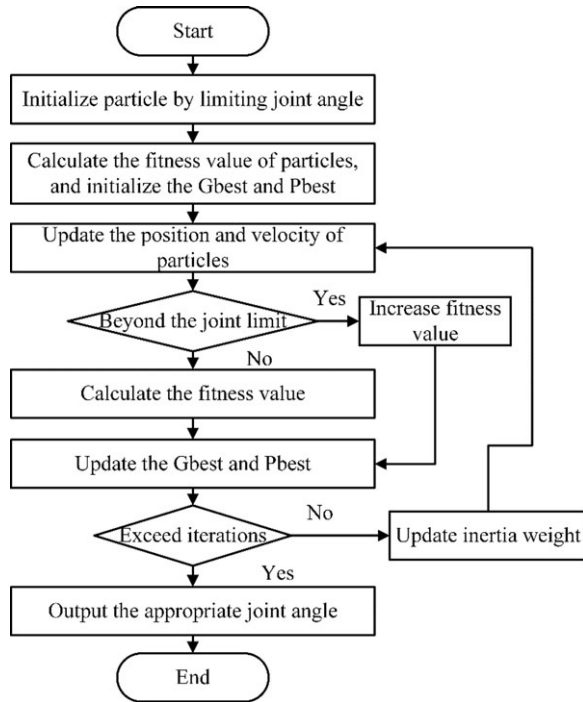 Start
Initialize particle by limiting joint angle
Calculate the fitness value of particles,
and initialize the Gbest and Pbest
Update the position and velocity of
particles
Beyond the joint limit
Yes
Increase fitness
value
No
Calculate the fitness value
Update the Gbest and Pbest
Exceed iterations
No
Update inertia weight
Yes
Output the appropriate joint angle
End